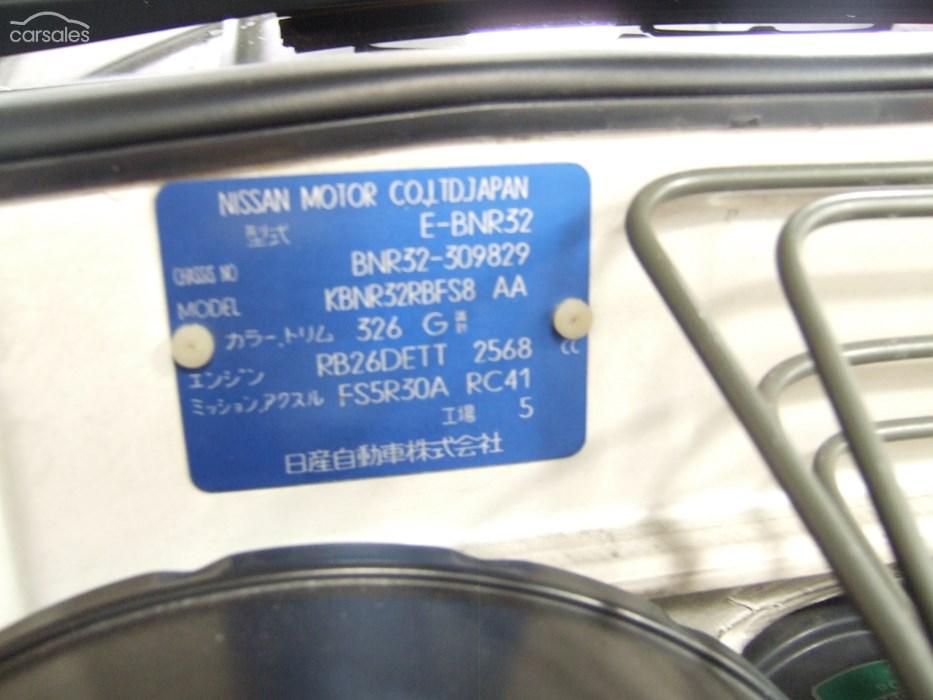 carsales
NISSAN MOTOR CO.,LTD.JAPAN
型式 E-BNR32
CHASSIS NO BNR32-309829
MODEL KBNR32RBFS8 AA
カラー、トリム 326 G
エンジン RB26DETT 2568 cc
ミッション,アクスル FS5R30A RC41
工場 5
日産自動車株式会社